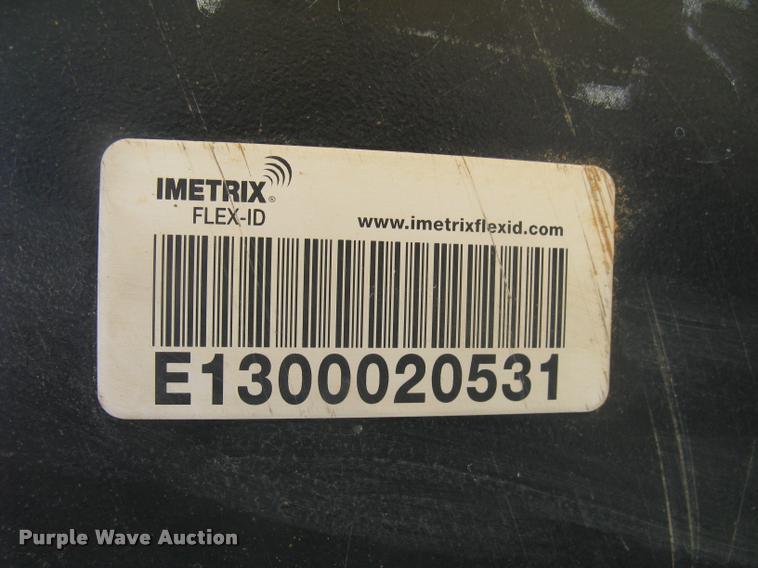 IMETRIX®
FLEX-ID
www.imetrixflexid.com
E1300020531
Purple Wave Auction